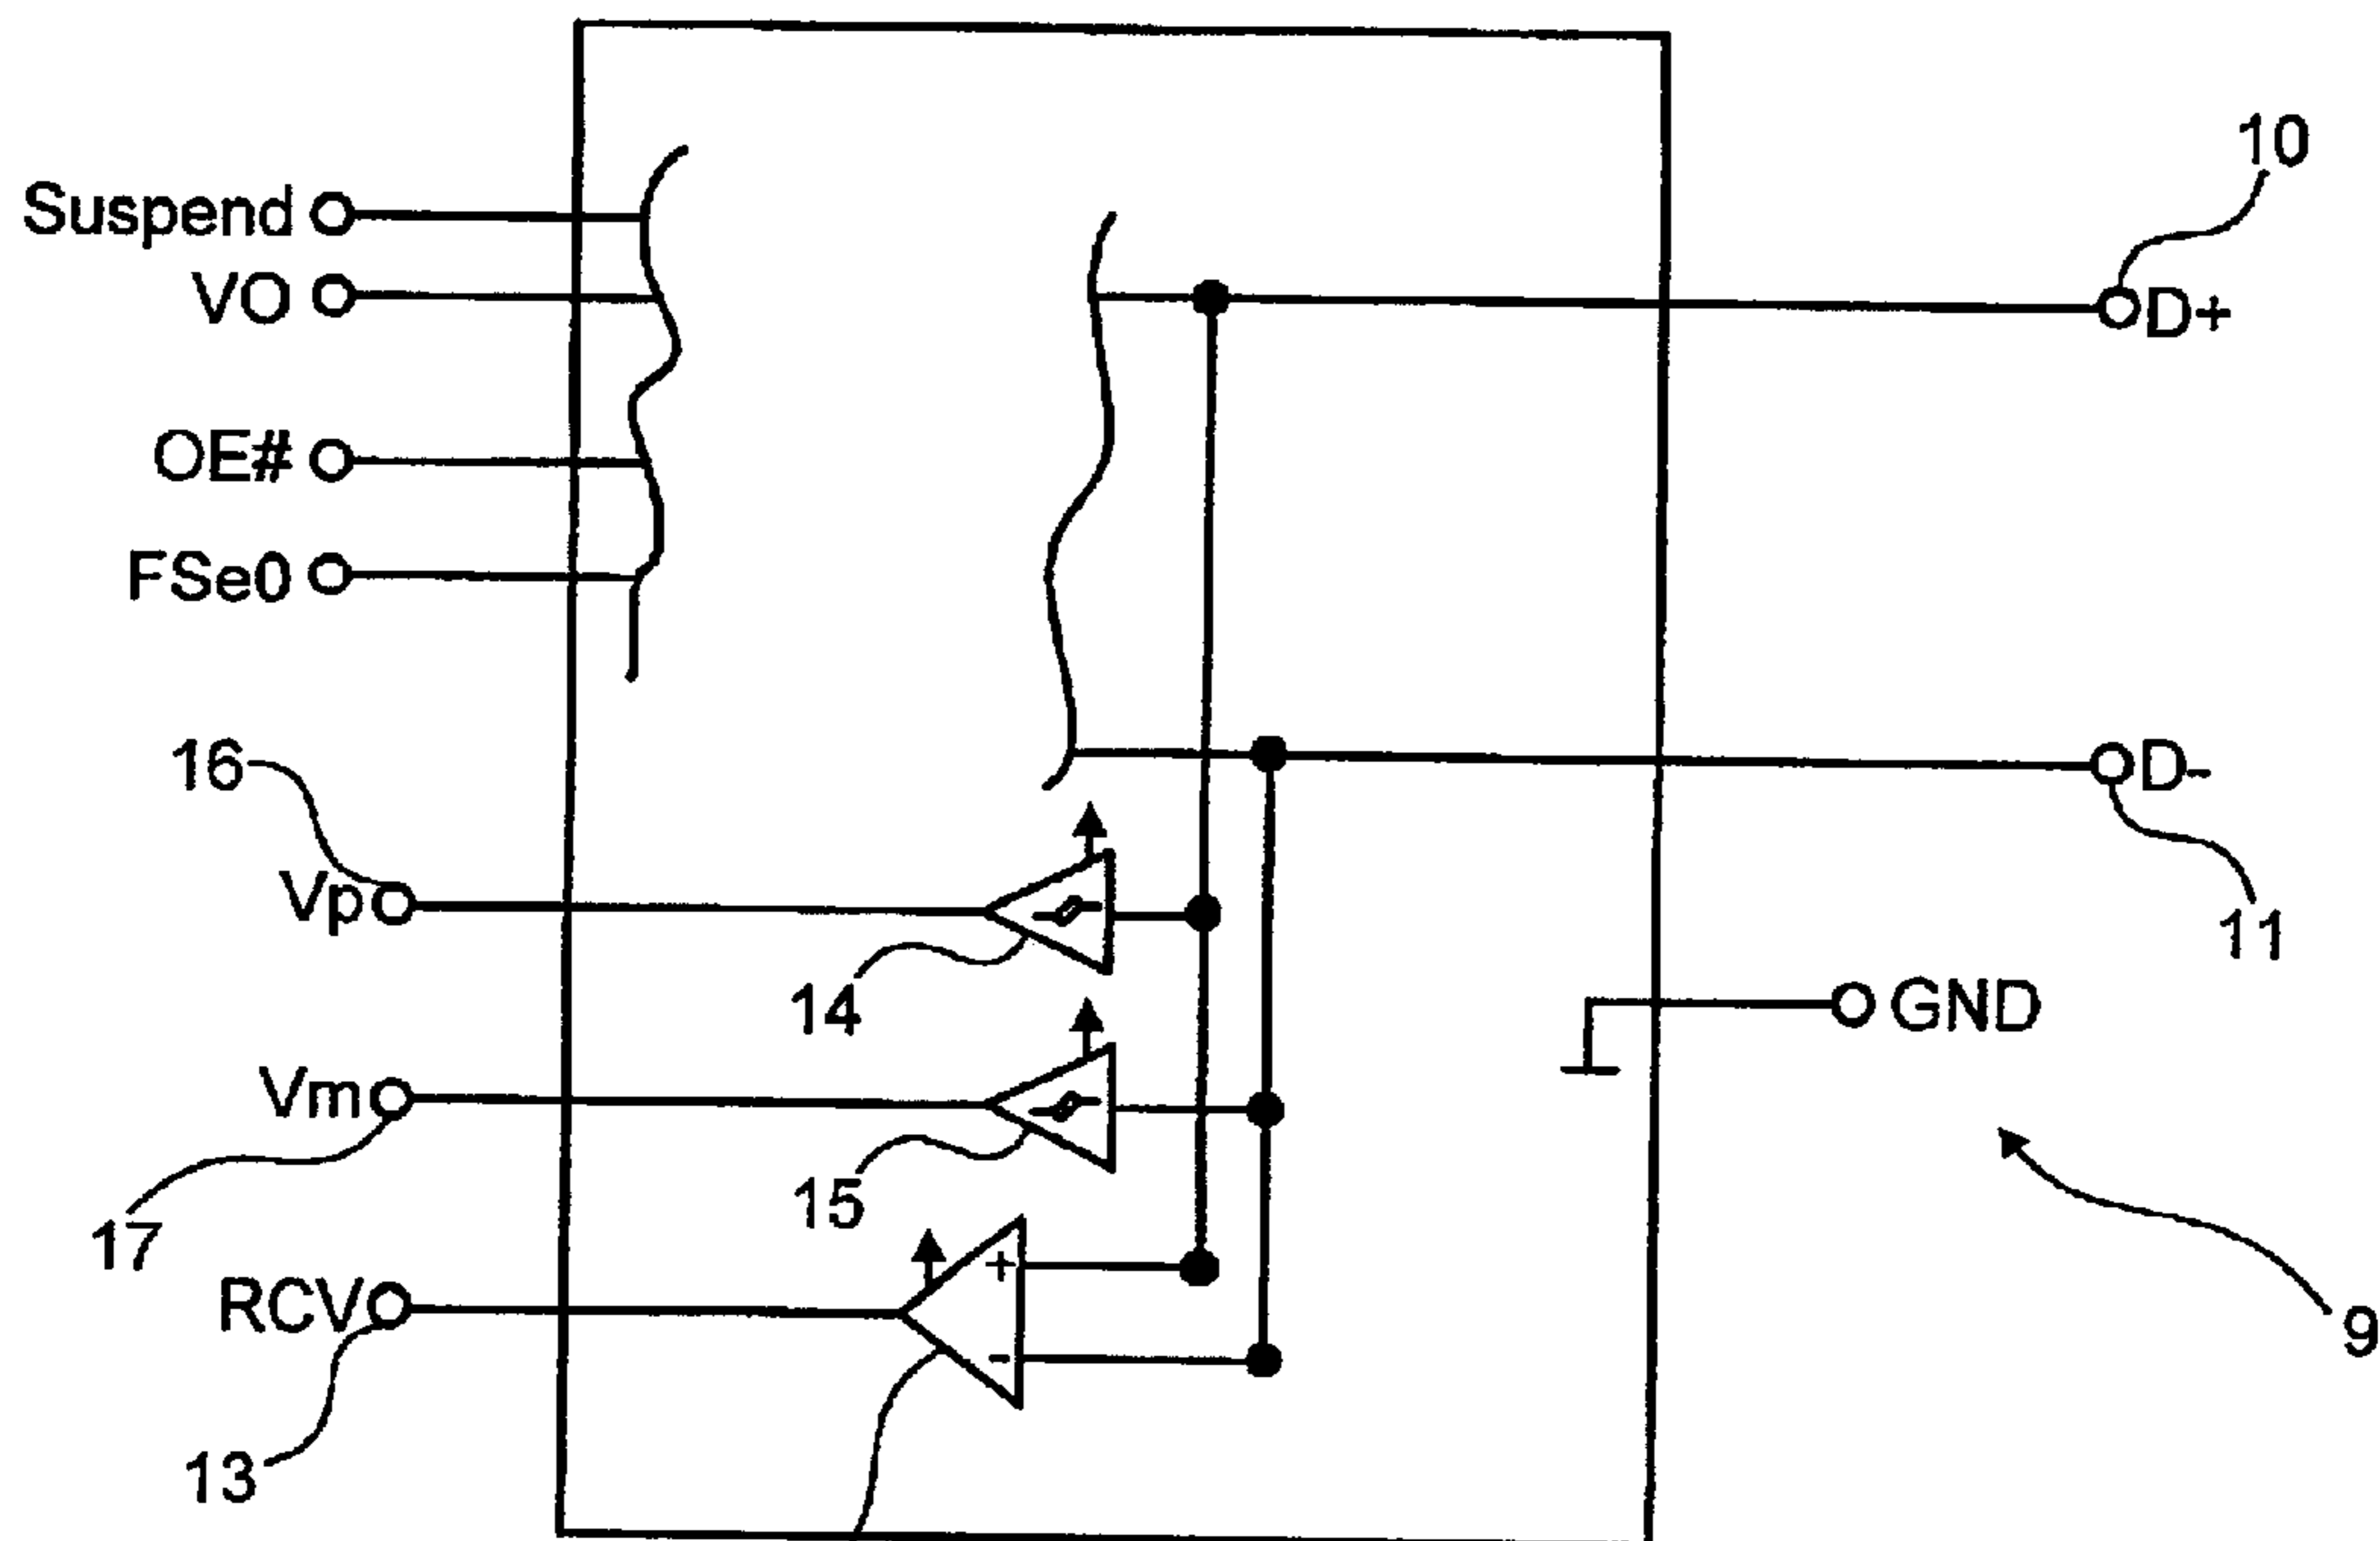 10
Suspend
VO
D+
OE#
FSe0
16
D-
Vp
11
14
GND
Vm
15
17
+
RCV
-
9
13